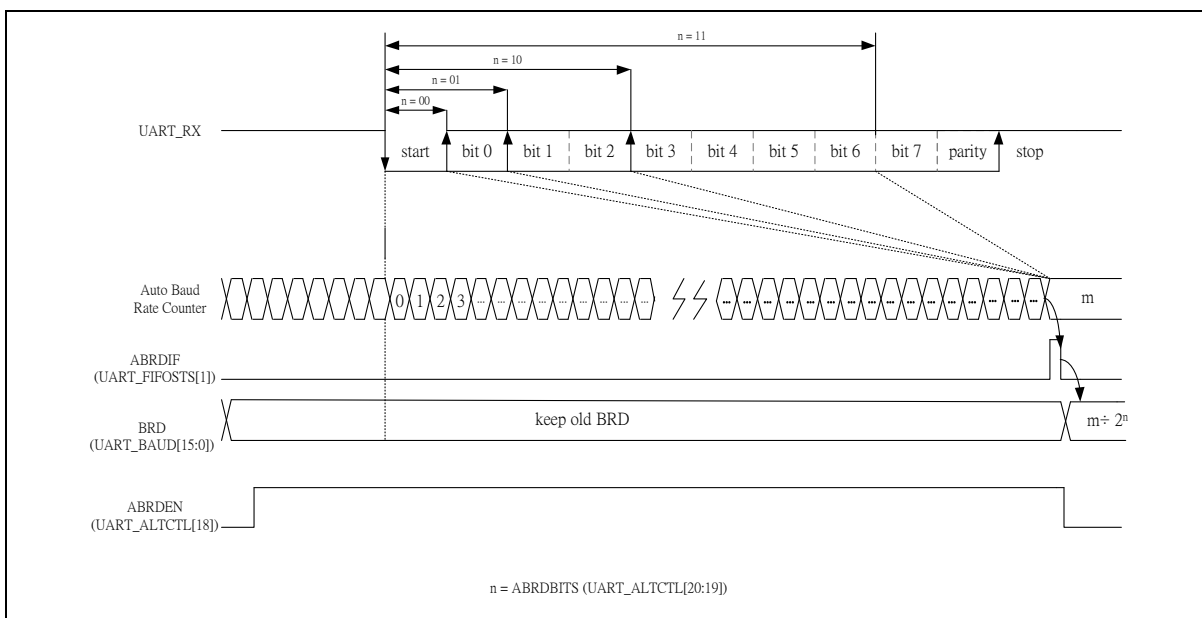 n = 11
n = 10
n = 01
n = 00
UART_RX
start bit 0 bit 1 bit 2 bit 3 bit 4 bit 5 bit 6 bit 7 parity stop
Auto Baud
Rate Counter
0 1 2 3 ... ... ... ... ... ... ... ... ... ... ... ... ... ... ... ... ... ... ... ... ... ... m
ABRDIF
(UART_FIFOSTS[1])
BRD
(UART_BAUD[15:0])
keep old BRD
m÷ 2ⁿ
ABRDEN
(UART_ALTCTL[18])
n = ABRDBITS (UART_ALTCTL[20:19])